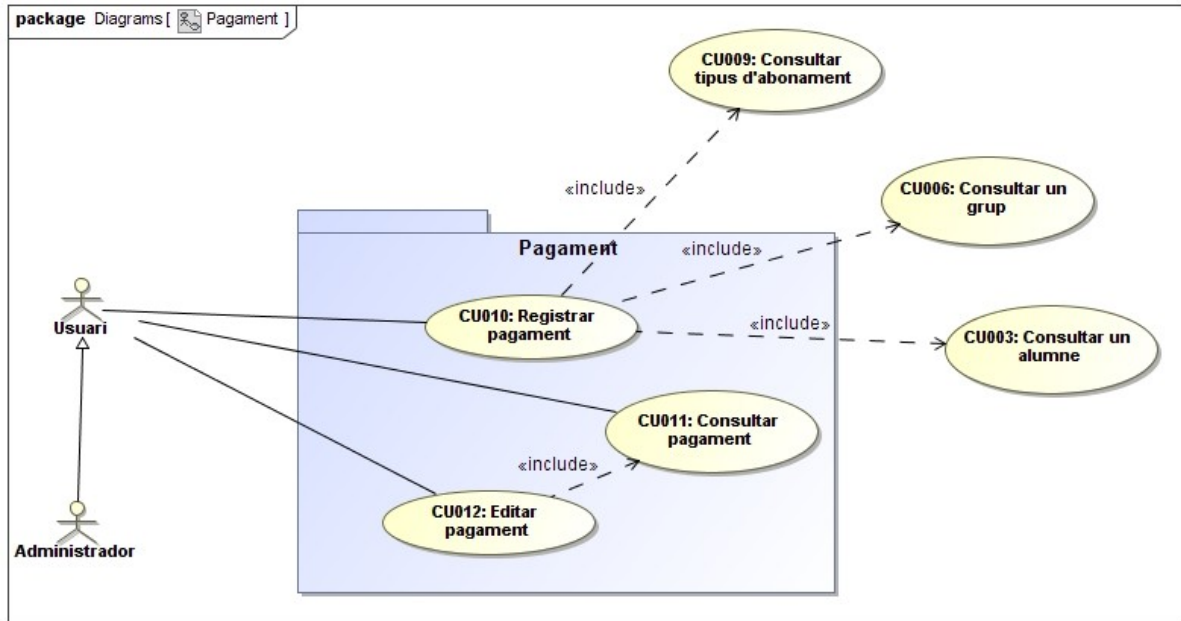 package Diagrams [ Pagament ]
CU009: Consultar
tipus d'abonament
«include»
CU006: Consultar un
grup
Pagament
«include»
CU010: Registrar
pagament
«include»
CU003: Consultar un
alumne
Usuari
CU011: Consultar
pagament
«include»
CU012: Editar
pagament
Administrador